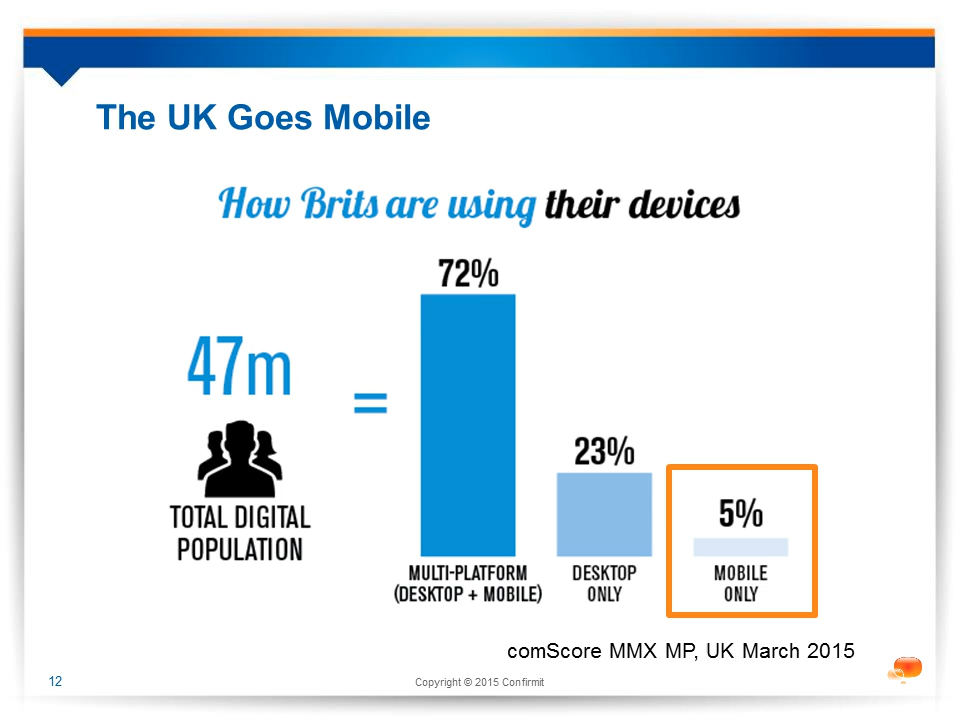 The UK Goes Mobile
How Brits are using their devices
72%
47m
=
23%
5%
TOTAL DIGITAL
POPULATION
MULTI-PLATFORM
(DESKTOP + MOBILE)
DESKTOP
ONLY
MOBILE
ONLY
comScore MMX MP, UK March 2015
12
Copyright © 2015 Confirmit